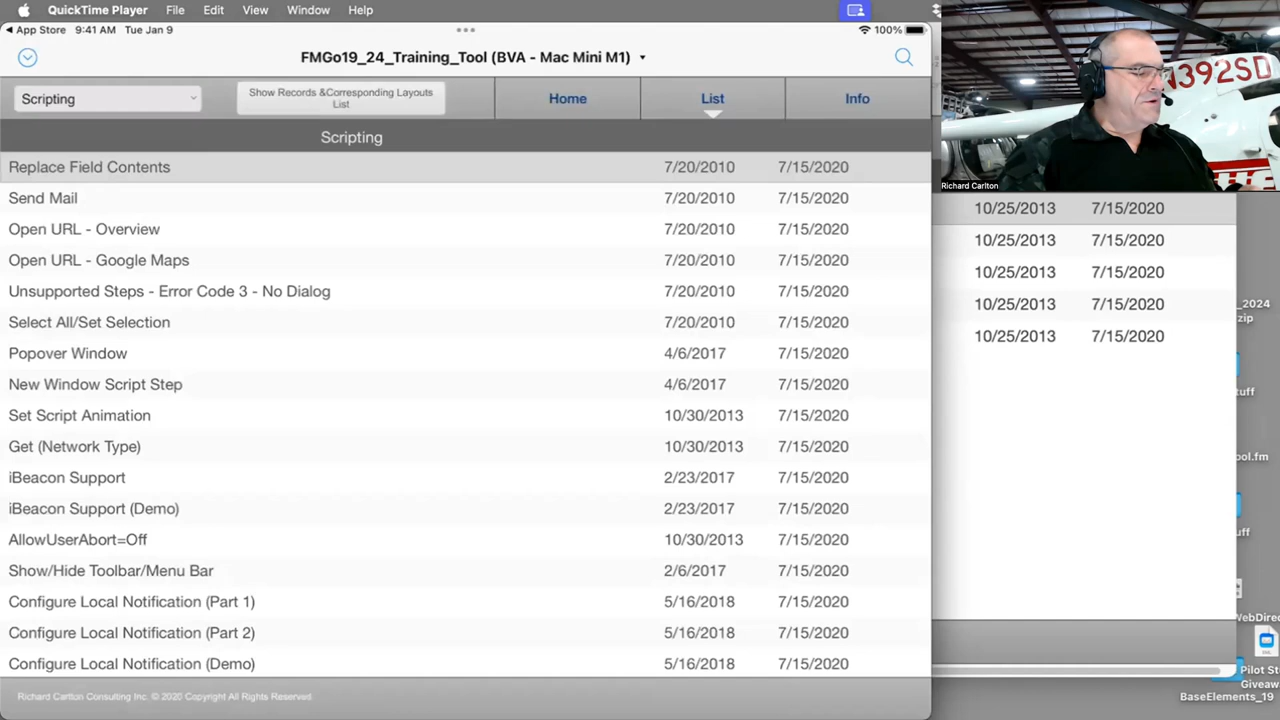 QuickTime Player File Edit View Window Help
App Store 9:41 AM Tue Jan 9
100%
FMGo19_24_Training_Tool (BVA - Mac Mini M1)
Scripting
Show Records &Corresponding Layouts
List
Home
List
Info
Scripting
Replace Field Contents 7/20/2010 7/15/2020
Send Mail 7/20/2010 7/15/2020
Open URL - Overview 7/20/2010 7/15/2020
Open URL - Google Maps 7/20/2010 7/15/2020
Unsupported Steps - Error Code 3 - No Dialog 7/20/2010 7/15/2020
Select All/Set Selection 7/20/2010 7/15/2020
Popover Window 4/6/2017 7/15/2020
New Window Script Step 4/6/2017 7/15/2020
Set Script Animation 10/30/2013 7/15/2020
Get (Network Type) 10/30/2013 7/15/2020
iBeacon Support 2/23/2017 7/15/2020
iBeacon Support (Demo) 2/23/2017 7/15/2020
AllowUserAbort=Off 10/30/2013 7/15/2020
Show/Hide Toolbar/Menu Bar 2/6/2017 7/15/2020
Configure Local Notification (Part 1) 5/16/2018 7/15/2020
Configure Local Notification (Part 2) 5/16/2018 7/15/2020
Configure Local Notification (Demo) 5/16/2018 7/15/2020
Richard Carlton Consulting Inc. © 2020 Copyright All Rights Reserved
N392SD
Richard Carlton
10/25/2013 7/15/2020
10/25/2013 7/15/2020
10/25/2013 7/15/2020
10/25/2013 7/15/2020
10/25/2013 7/15/2020
_2024
zip
tuff
ool.fm
uff
WebDirec
Pilot St
Giveaw
BaseElements_19